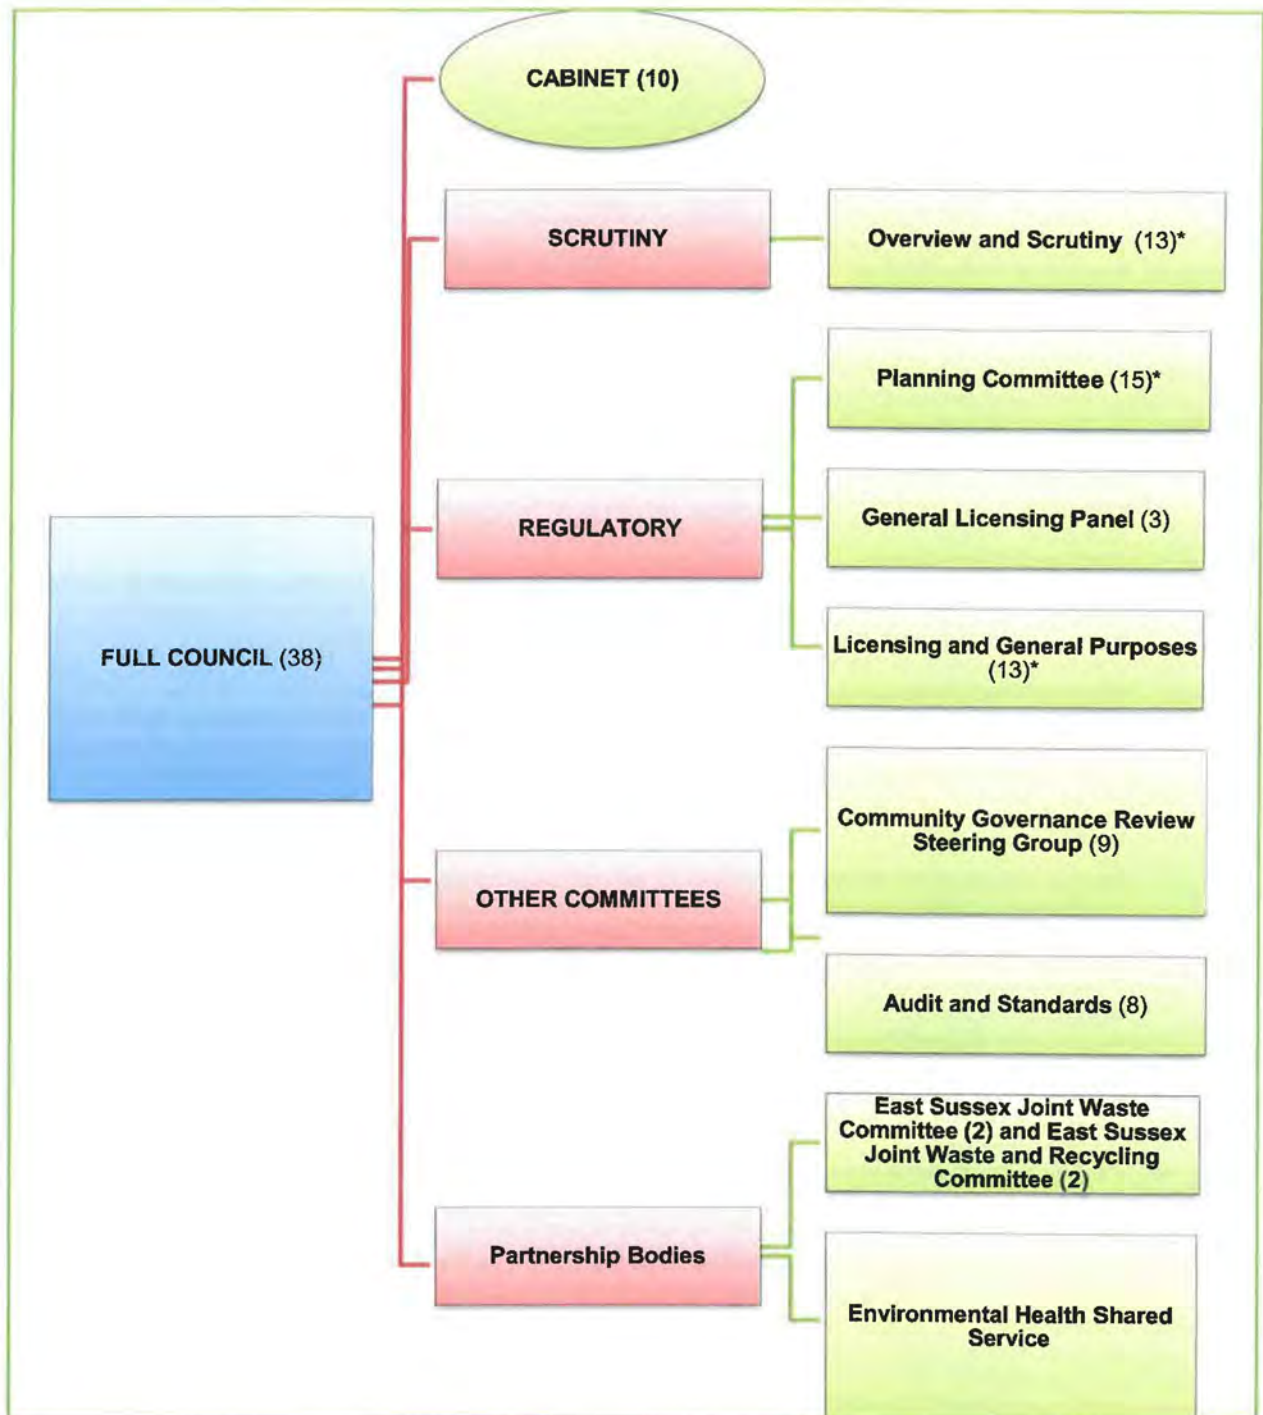 CABINET (10)
SCRUTINY
Overview and Scrutiny (13)*
Planning Committee (15)*
REGULATORY
General Licensing Panel (3)
Licensing and General Purposes
(13)*
FULL COUNCIL (38)
Community Governance Review
Steering Group (9)
OTHER COMMITTEES
Audit and Standards (8)
East Sussex Joint Waste
Committee (2) and East Sussex
Joint Waste and Recycling
Committee (2)
Partnership Bodies
Environmental Health Shared
Service